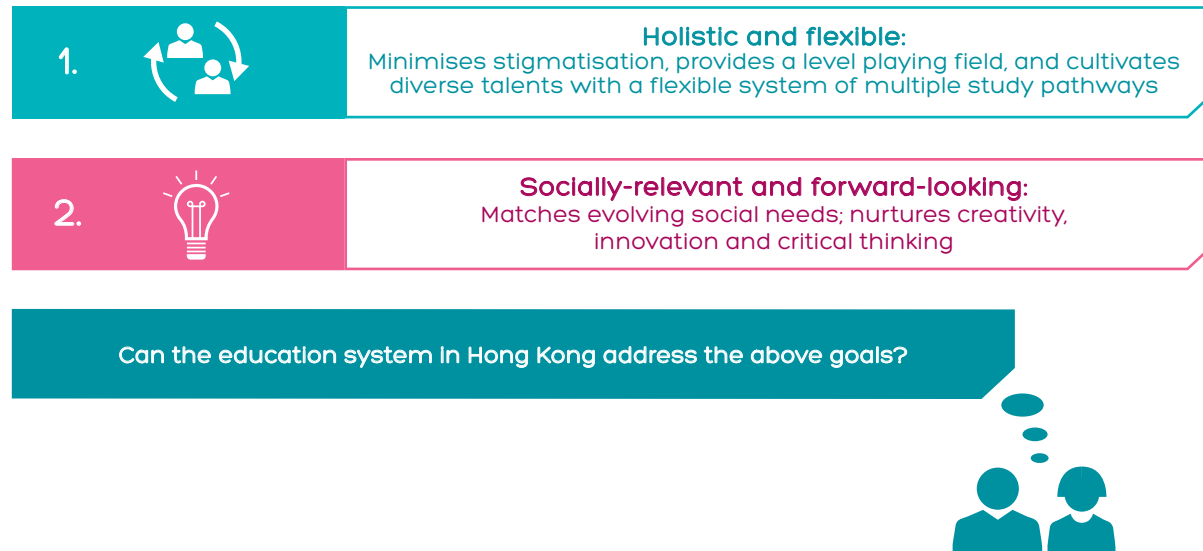 1.
Holistic and flexible:
Minimises stigmatisation, provides a level playing field, and cultivates
diverse talents with a flexible system of multiple study pathways
2.
Socially-relevant and forward-looking:
Matches evolving social needs; nurtures creativity,
innovation and critical thinking
Can the education system in Hong Kong address the above goals?